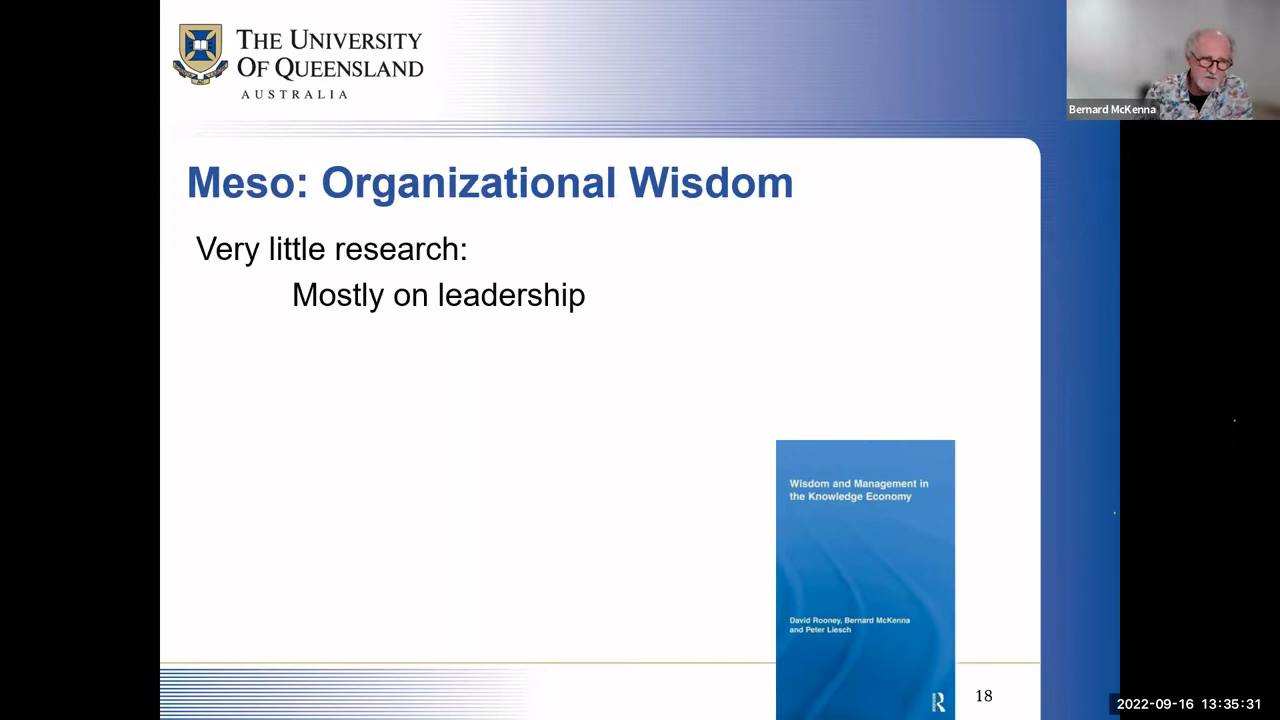 THE UNIVERSITY
OF QUEENSLAND
AUSTRALIA
Bernard McKenna
Meso: Organizational Wisdom
Very little research:
Mostly on leadership
Wisdom and Management in
the Knowledge Economy
David Rooney, Bernard McKenna
and Peter Liesch
R
18
2022-09-16 13:35:31